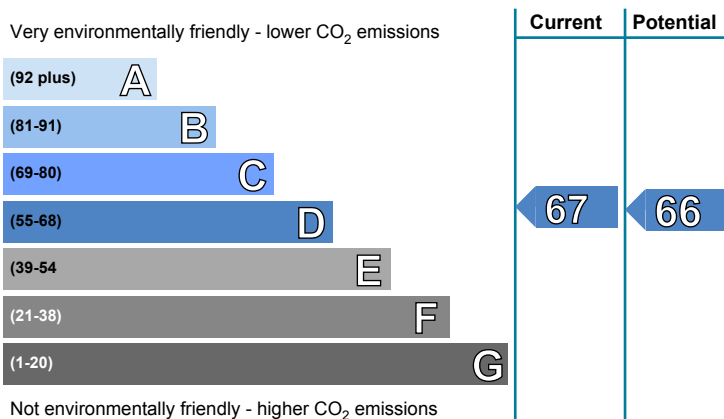 Current Potential
Very environmentally friendly - lower CO2 emissions
(92 plus) A
(81-91) B
(69-80) C
(55-68) D
67 66
(39-54 E
(21-38) F
(1-20) G
Not environmentally friendly - higher CO2 emissions